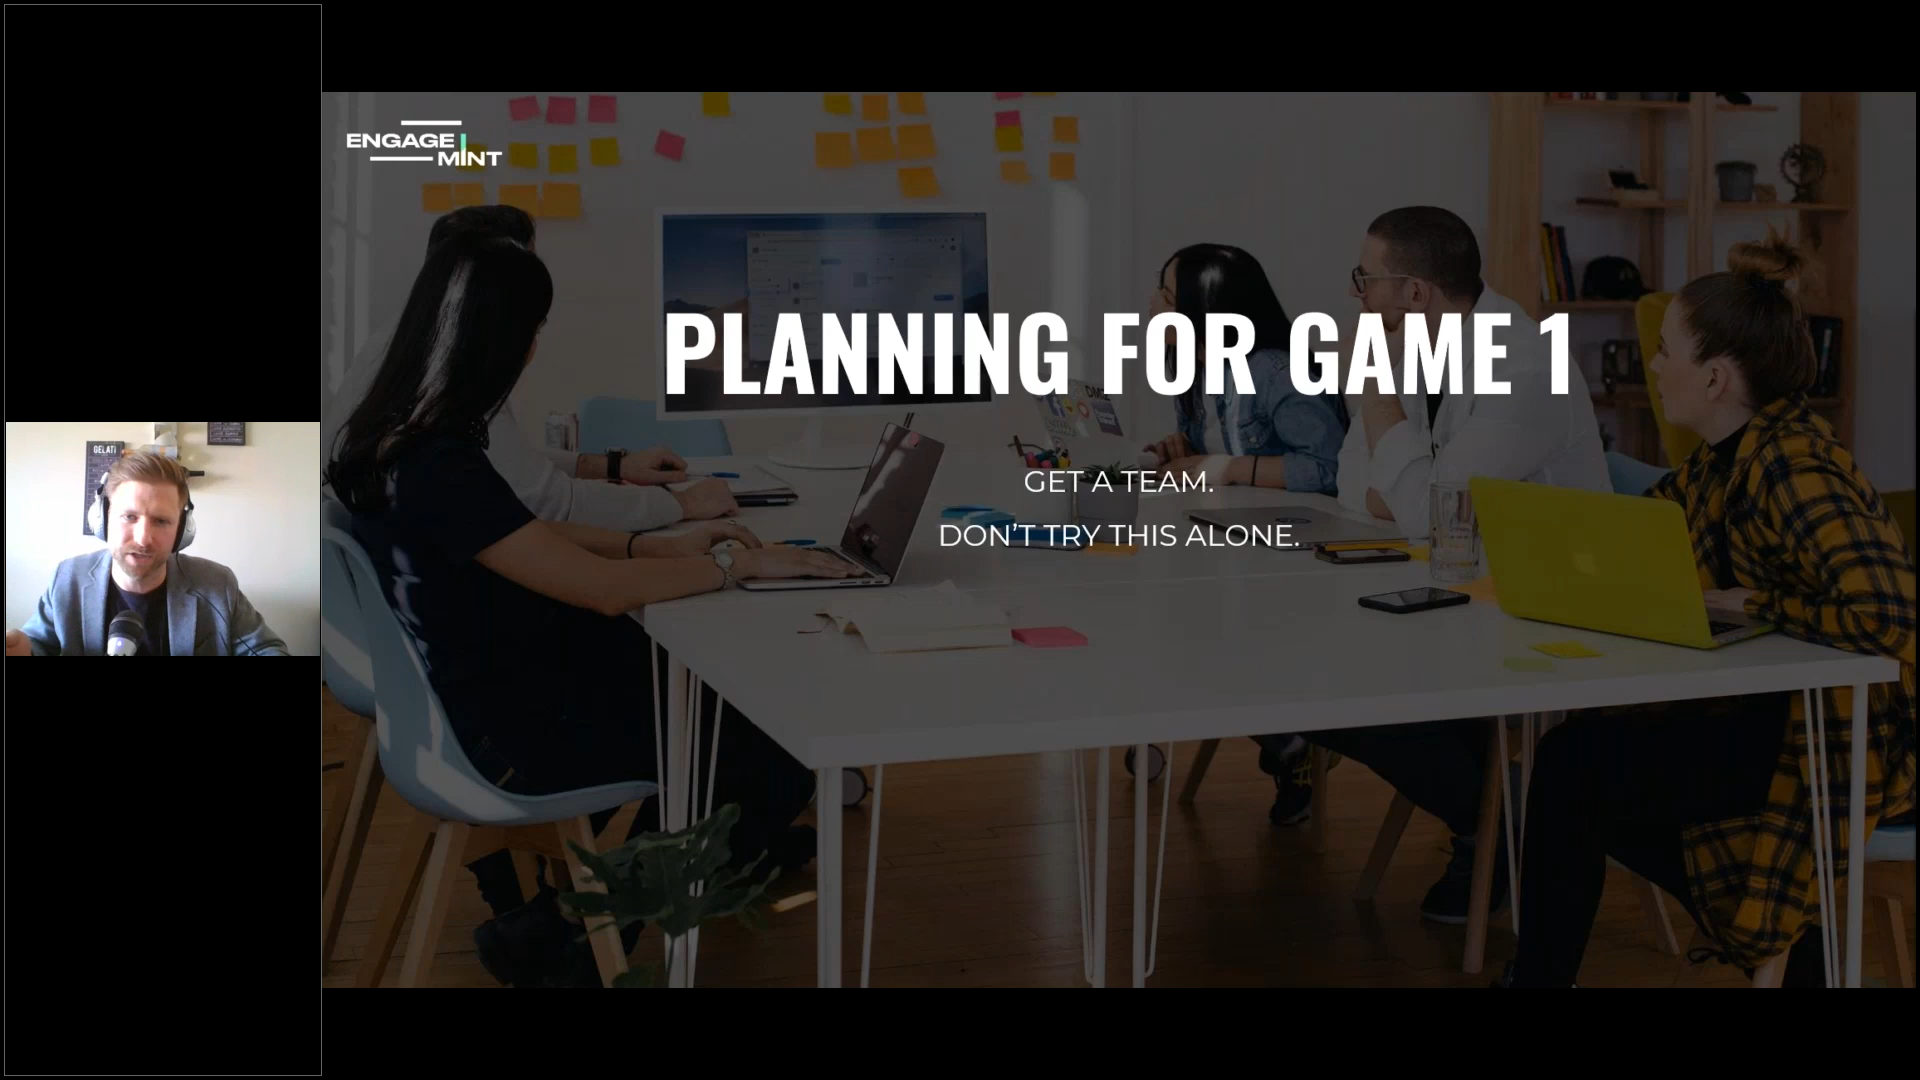 ENGAGE
MINT
PLANNING FOR GAME 1
GET A TEAM.
DON'T TRY THIS ALONE.
GELATI